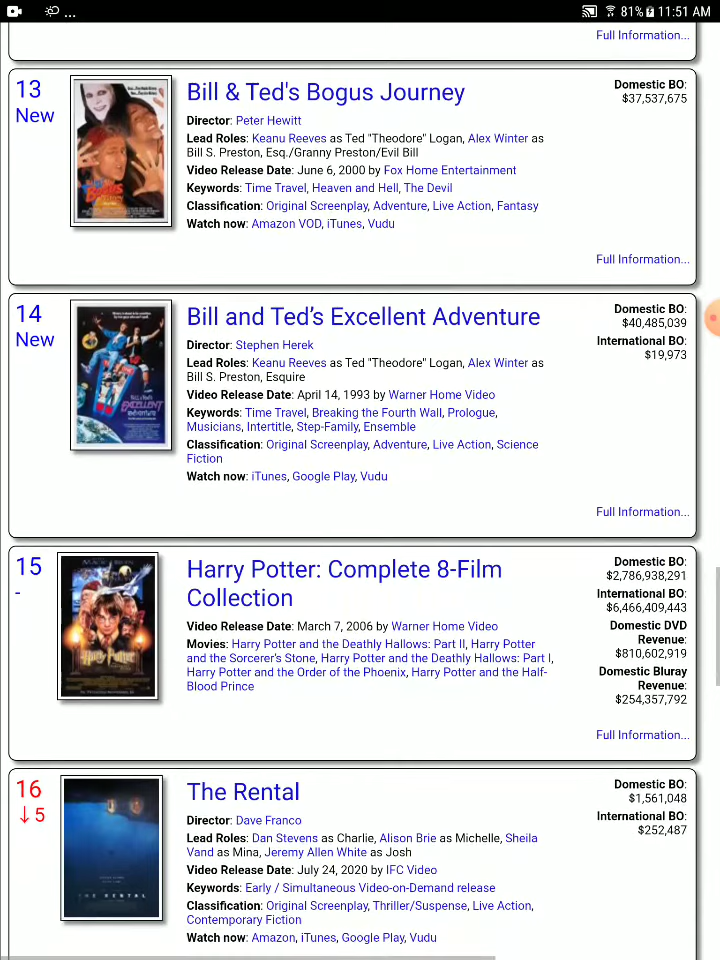 ... 81% 11:51 AM
Full Information...
13
New
Bill & Ted's Bogus Journey
Director: Peter Hewitt
Lead Roles: Keanu Reeves as Ted "Theodore" Logan, Alex Winter as
Bill S. Preston, Esq./Granny Preston/Evil Bill
Video Release Date: June 6, 2000 by Fox Home Entertainment
Keywords: Time Travel, Heaven and Hell, The Devil
Classification: Original Screenplay, Adventure, Live Action, Fantasy
Watch now: Amazon VOD, iTunes, Vudu
Domestic BO:
$37,537,675
Full Information...
14
New
Bill and Ted’s Excellent Adventure
Director: Stephen Herek
Lead Roles: Keanu Reeves as Ted "Theodore" Logan, Alex Winter as
Bill S. Preston, Esquire
Video Release Date: April 14, 1993 by Warner Home Video
Keywords: Time Travel, Breaking the Fourth Wall, Prologue,
Musicians, Intertitle, Step-Family, Ensemble
Classification: Original Screenplay, Adventure, Live Action, Science
Fiction
Watch now: iTunes, Google Play, Vudu
Domestic BO:
$40,485,039
International BO:
$19,973
Full Information...
15
-
Harry Potter
Harry Potter: Complete 8-Film
Collection
Video Release Date: March 7, 2006 by Warner Home Video
Movies: Harry Potter and the Deathly Hallows: Part II, Harry Potter
and the Sorcerer's Stone, Harry Potter and the Deathly Hallows: Part I,
Harry Potter and the Order of the Phoenix, Harry Potter and the Half-
Blood Prince
Domestic BO:
$2,786,938,291
International BO:
$6,466,409,443
Domestic DVD
Revenue:
$810,602,919
Domestic Bluray
Revenue:
$254,357,792
Full Information...
16
↓5
THE RENTAL
The Rental
Director: Dave Franco
Lead Roles: Dan Stevens as Charlie, Alison Brie as Michelle, Sheila
Vand as Mina, Jeremy Allen White as Josh
Video Release Date: July 24, 2020 by IFC Video
Keywords: Early / Simultaneous Video-on-Demand release
Classification: Original Screenplay, Thriller/Suspense, Live Action,
Contemporary Fiction
Watch now: Amazon, iTunes, Google Play, Vudu
Domestic BO:
$1,561,048
International BO:
$252,487